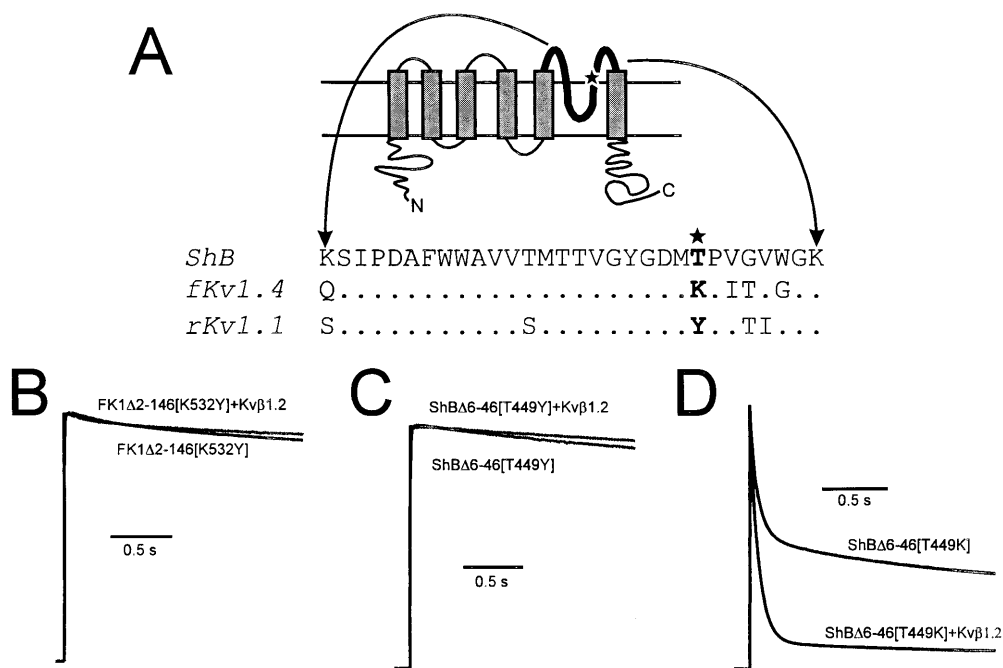 A
N
C
★
ShB KSIPDAFWWAVVTMTTVGYGDMTPVGVWGK
fKv1.4 Q......................K.IT.G..
rKv1.1 S............S.........Y..TI...
B
FK1Δ2-146[K532Y]+Kvβ1.2
FK1Δ2-146[K532Y]
0.5 s
C
ShBΔ6-46[T449Y]+Kvβ1.2
ShBΔ6-46[T449Y]
0.5 s
D
0.5 s
ShBΔ6-46[T449K]
ShBΔ6-46[T449K]+Kvβ1.2